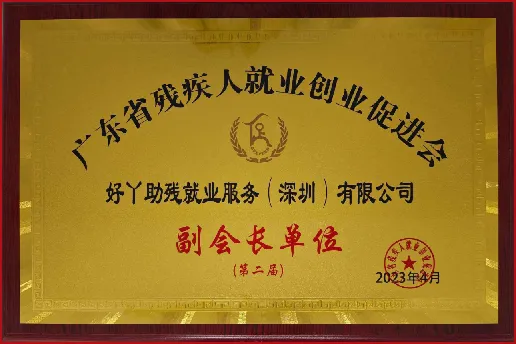 广东省残疾人就业创业促进会
好丫助残就业服务（深圳）有限公司
副会长单位
（第二届）
2023年4月